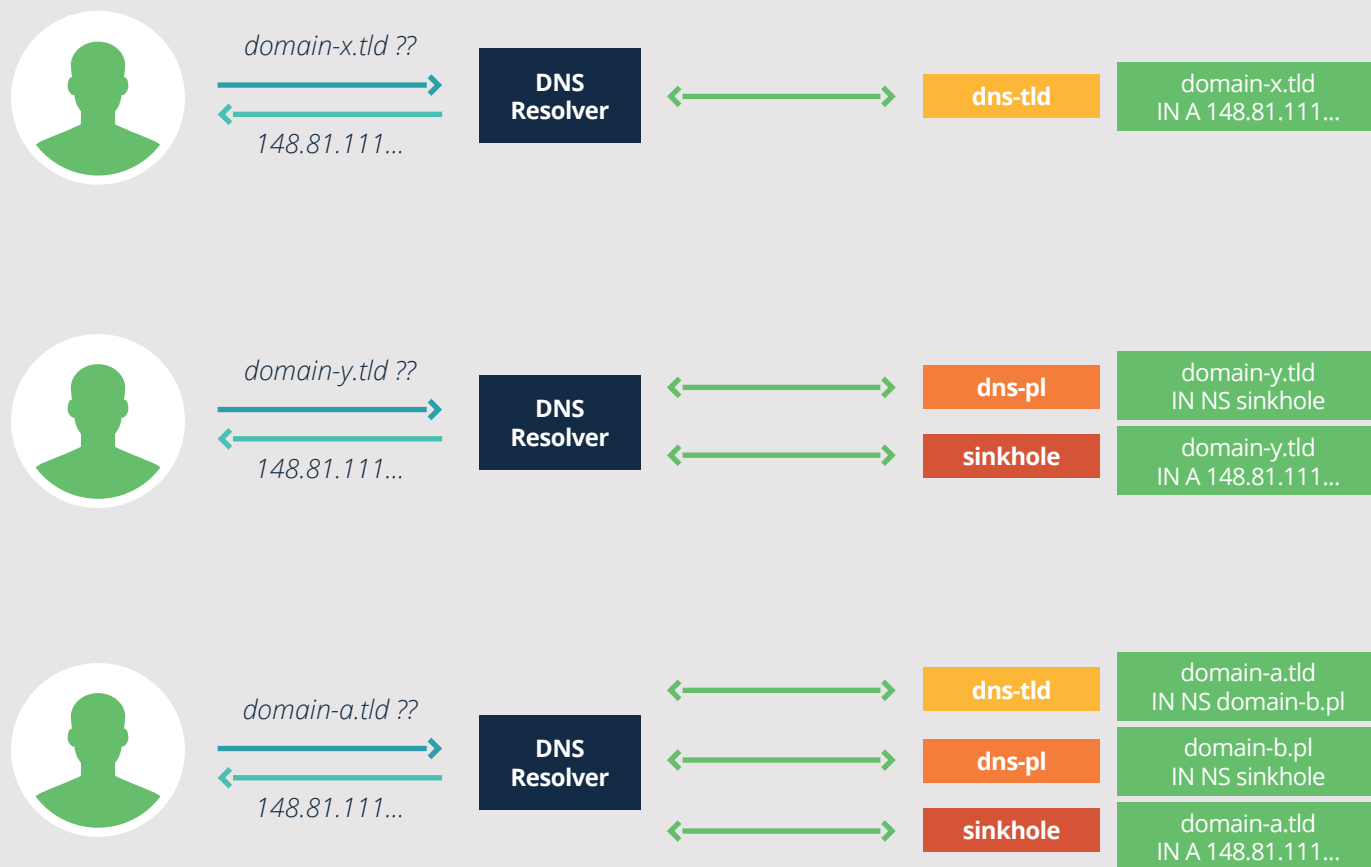 domain-x.tld ??
148.81.111...
DNS
Resolver
dns-tld
domain-x.tld
IN A 148.81.111...
domain-y.tld ??
148.81.111...
DNS
Resolver
dns-pl
domain-y.tld
IN NS sinkhole
sinkhole
domain-y.tld
IN A 148.81.111...
domain-a.tld ??
148.81.111...
DNS
Resolver
dns-tld
domain-a.tld
IN NS domain-b.pl
dns-pl
domain-b.pl
IN NS sinkhole
sinkhole
domain-a.tld
IN A 148.81.111...